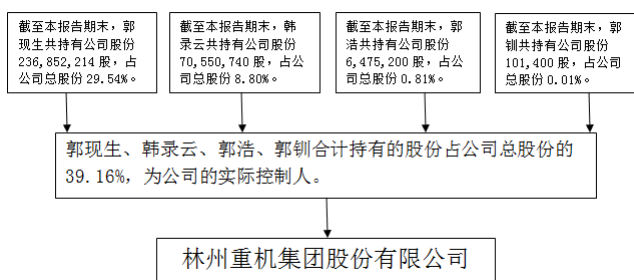 截至本报告期末，郭
现生共持有公司股份
236,852,214 股，占
公司总股份 29.54%。
截至本报告期末，韩
录云共持有公司股份
70,550,740 股，占公
司总股份 8.80%。
截至本报告期末，郭
浩共持有公司股份
6,475,200 股，占公
司总股份 0.81%。
截至本报告期末，郭
钏共持有公司股份
101,400 股，占公司
总股份 0.01%。
郭现生、韩录云、郭浩、郭钏合计持有的股份占公司总股份的
39.16%，为公司的实际控制人。
林州重机集团股份有限公司